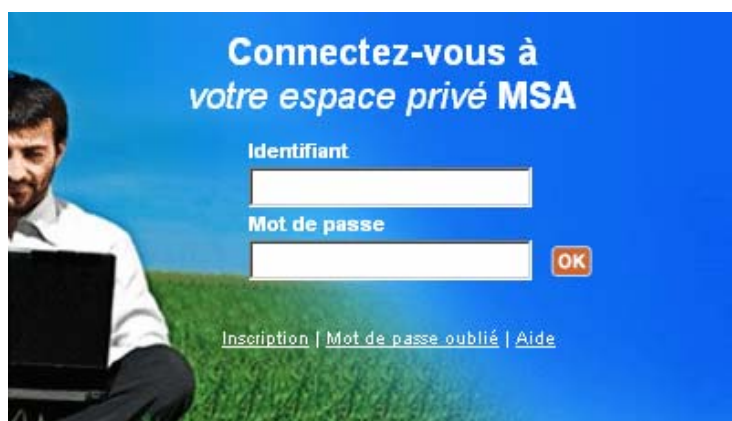 Connectez-vous à
votre espace privé MSA
Identifiant
Mot de passe
OK
Inscription | Mot de passe oublié | Aide